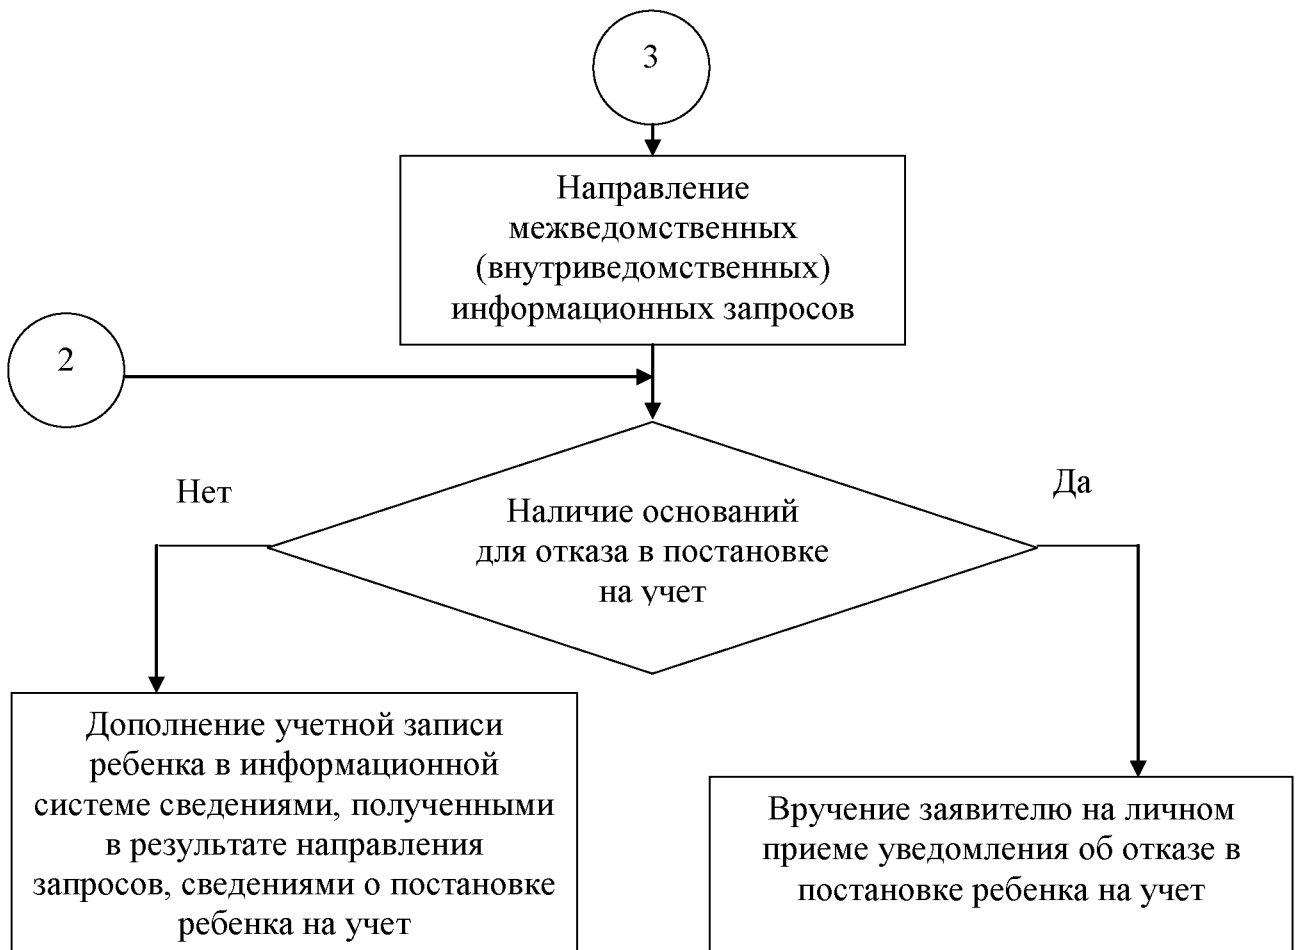 3
Направление
межведомственных
(внутриведомственных)
информационных запросов
2
Нет
Да
Наличие оснований
для отказа в постановке
на учет
Дополнение учетной записи
ребенка в информационной
системе сведениями, полученными
в результате направления
запросов, сведениями о постановке
ребенка на учет
Вручение заявителю на личном
приеме уведомления об отказе в
постановке ребенка на учет